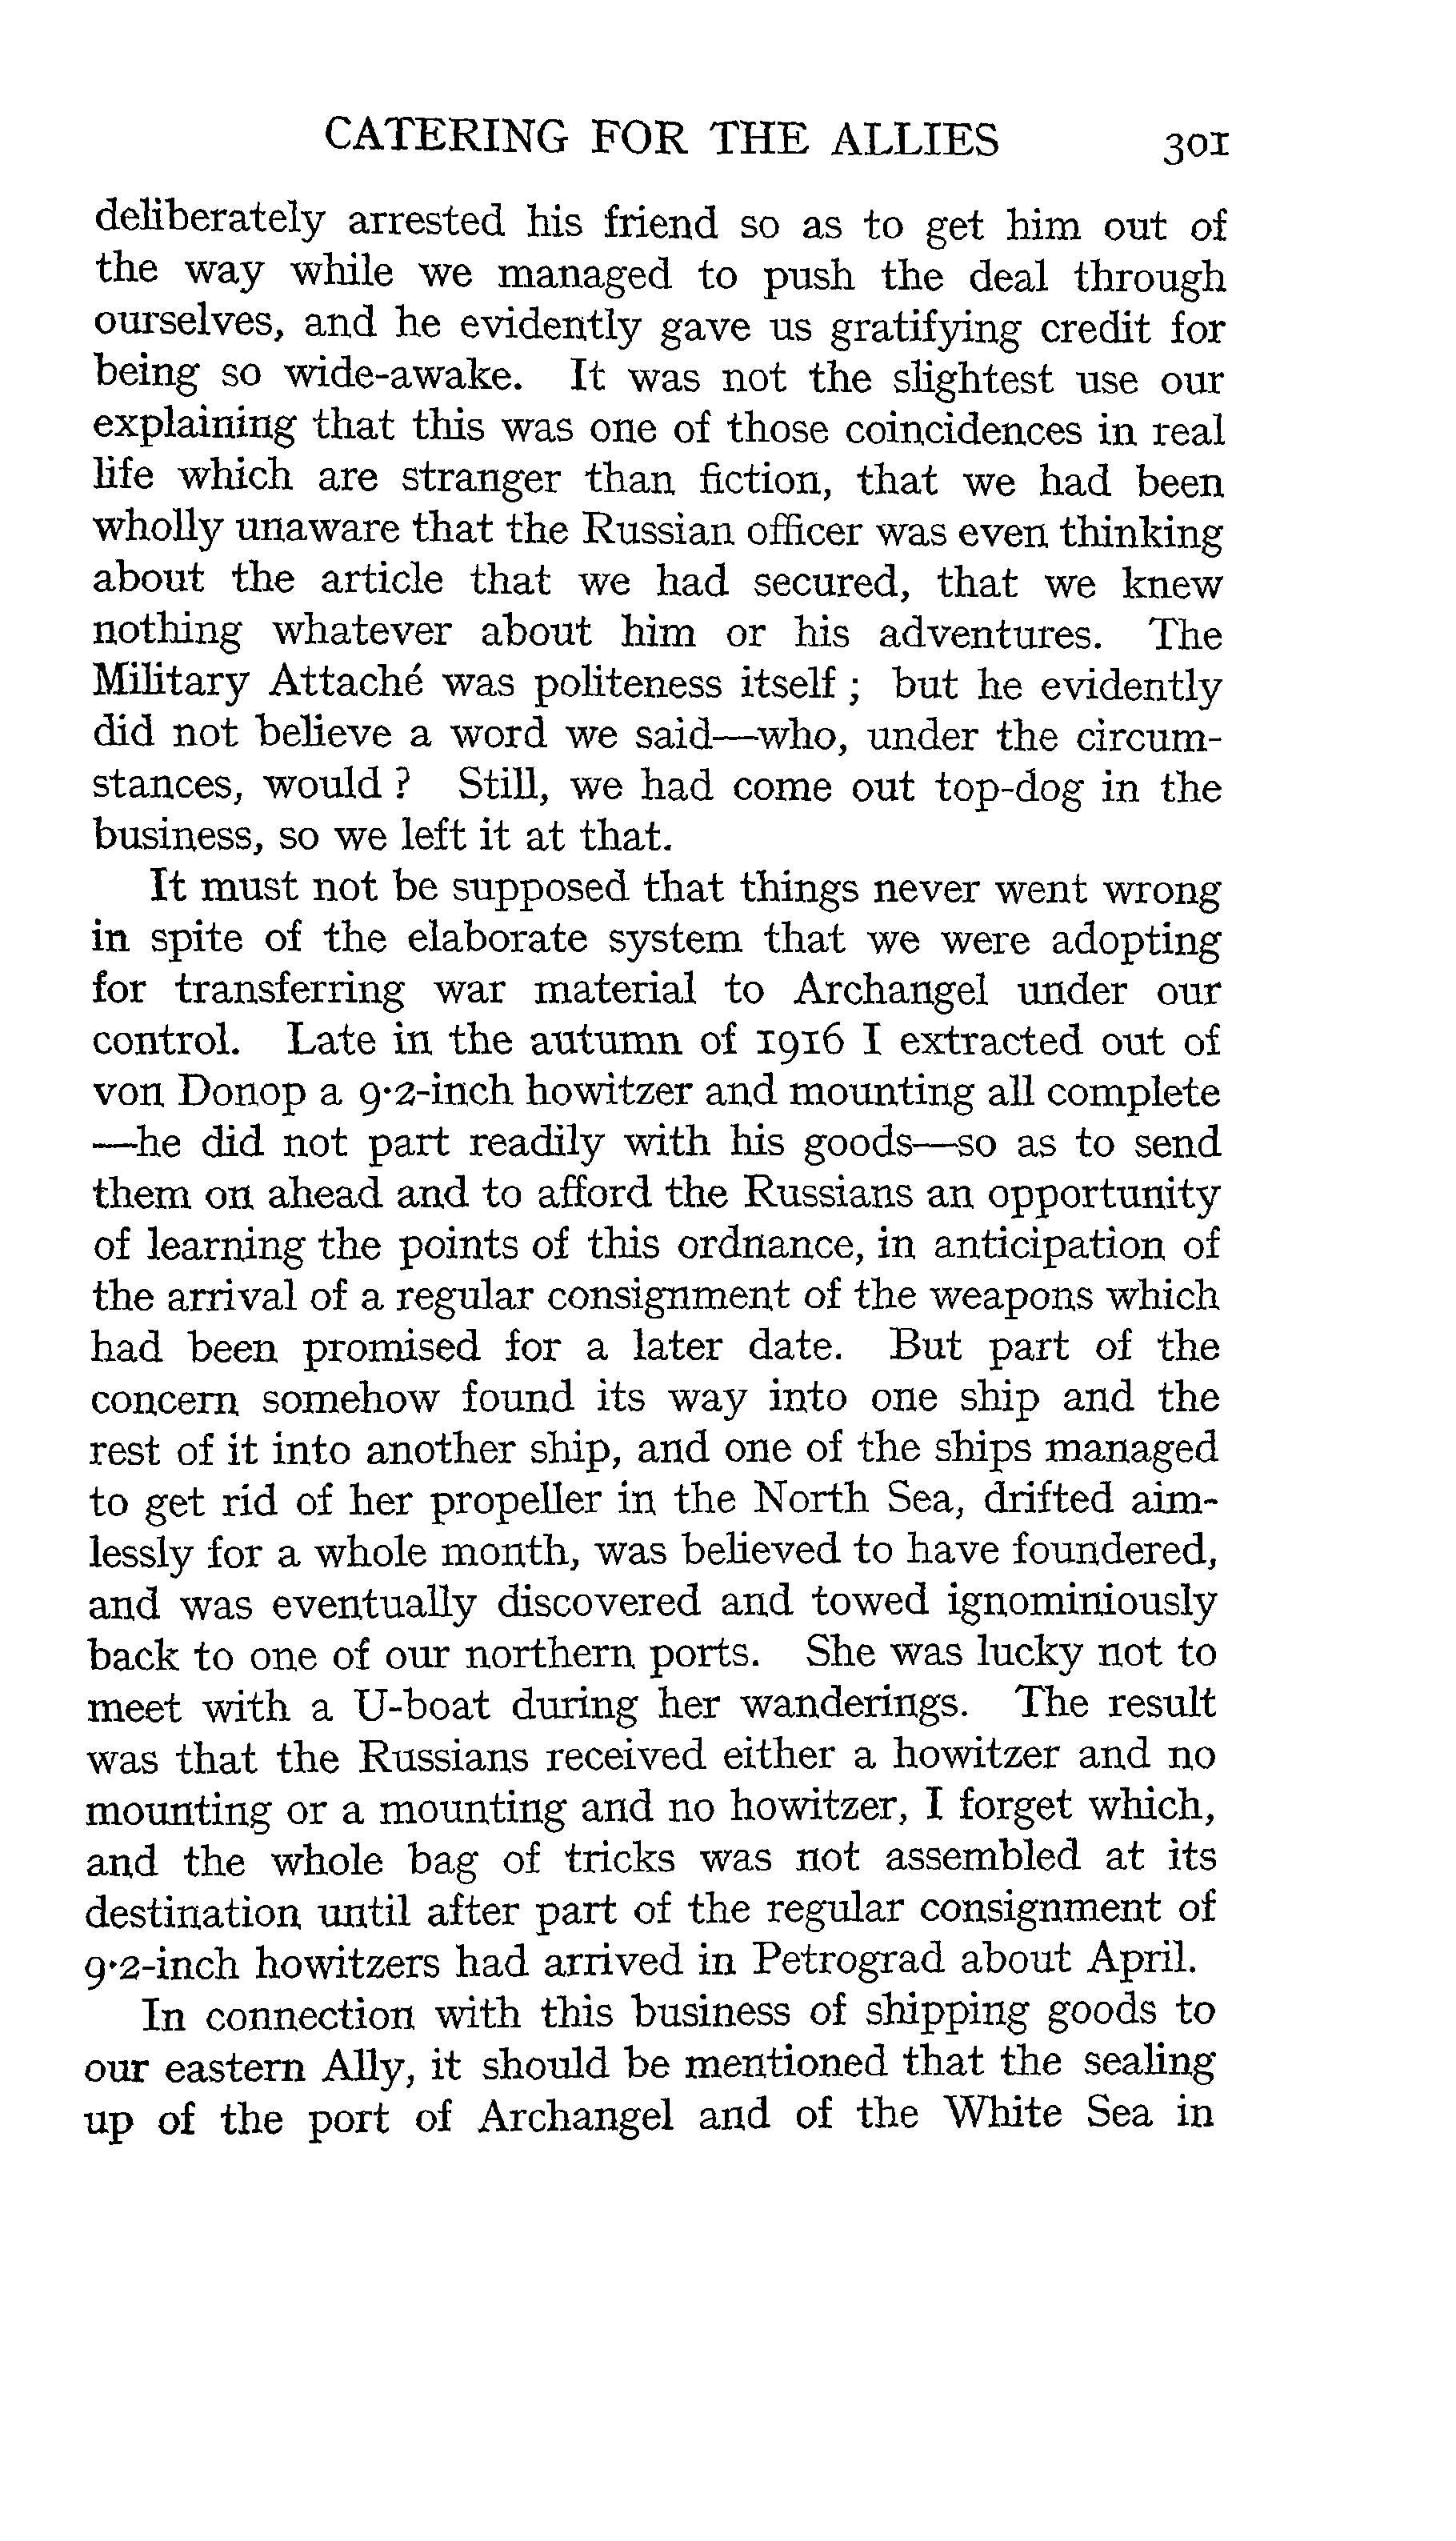 CATERING FOR THE ALLIES 301
deliberately arrested his friend so as to get him out of
the way while we managed to push the deal through
ourselves, and he evidently gave us gratifying credit for
being so wide-awake. It was not the slightest use our
explaining that this was one of those coincidences in real
life which are stranger than fiction, that we had been
wholly unaware that the Russian officer was even thinking
about the article that we had secured, that we knew
nothing whatever about him or his adventures. The
Military Attaché was politeness itself ; but he evidently
did not believe a word we said—who, under the circum-
stances, would ? Still, we had come out top-dog in the
business, so we left it at that.
It must not be supposed that things never went wrong
in spite of the elaborate system that we were adopting
for transferring war material to Archangel under our
control. Late in the autumn of 1916 I extracted out of
von Donop a 9·2-inch howitzer and mounting all complete
—he did not part readily with his goods—so as to send
them on ahead and to afford the Russians an opportunity
of learning the points of this ordnance, in anticipation of
the arrival of a regular consignment of the weapons which
had been promised for a later date. But part of the
concern somehow found its way into one ship and the
rest of it into another ship, and one of the ships managed
to get rid of her propeller in the North Sea, drifted aim-
lessly for a whole month, was believed to have foundered,
and was eventually discovered and towed ignominiously
back to one of our northern ports. She was lucky not to
meet with a U-boat during her wanderings. The result
was that the Russians received either a howitzer and no
mounting or a mounting and no howitzer, I forget which,
and the whole bag of tricks was not assembled at its
destination until after part of the regular consignment of
9·2-inch howitzers had arrived in Petrograd about April.
In connection with this business of shipping goods to
our eastern Ally, it should be mentioned that the sealing
up of the port of Archangel and of the White Sea in